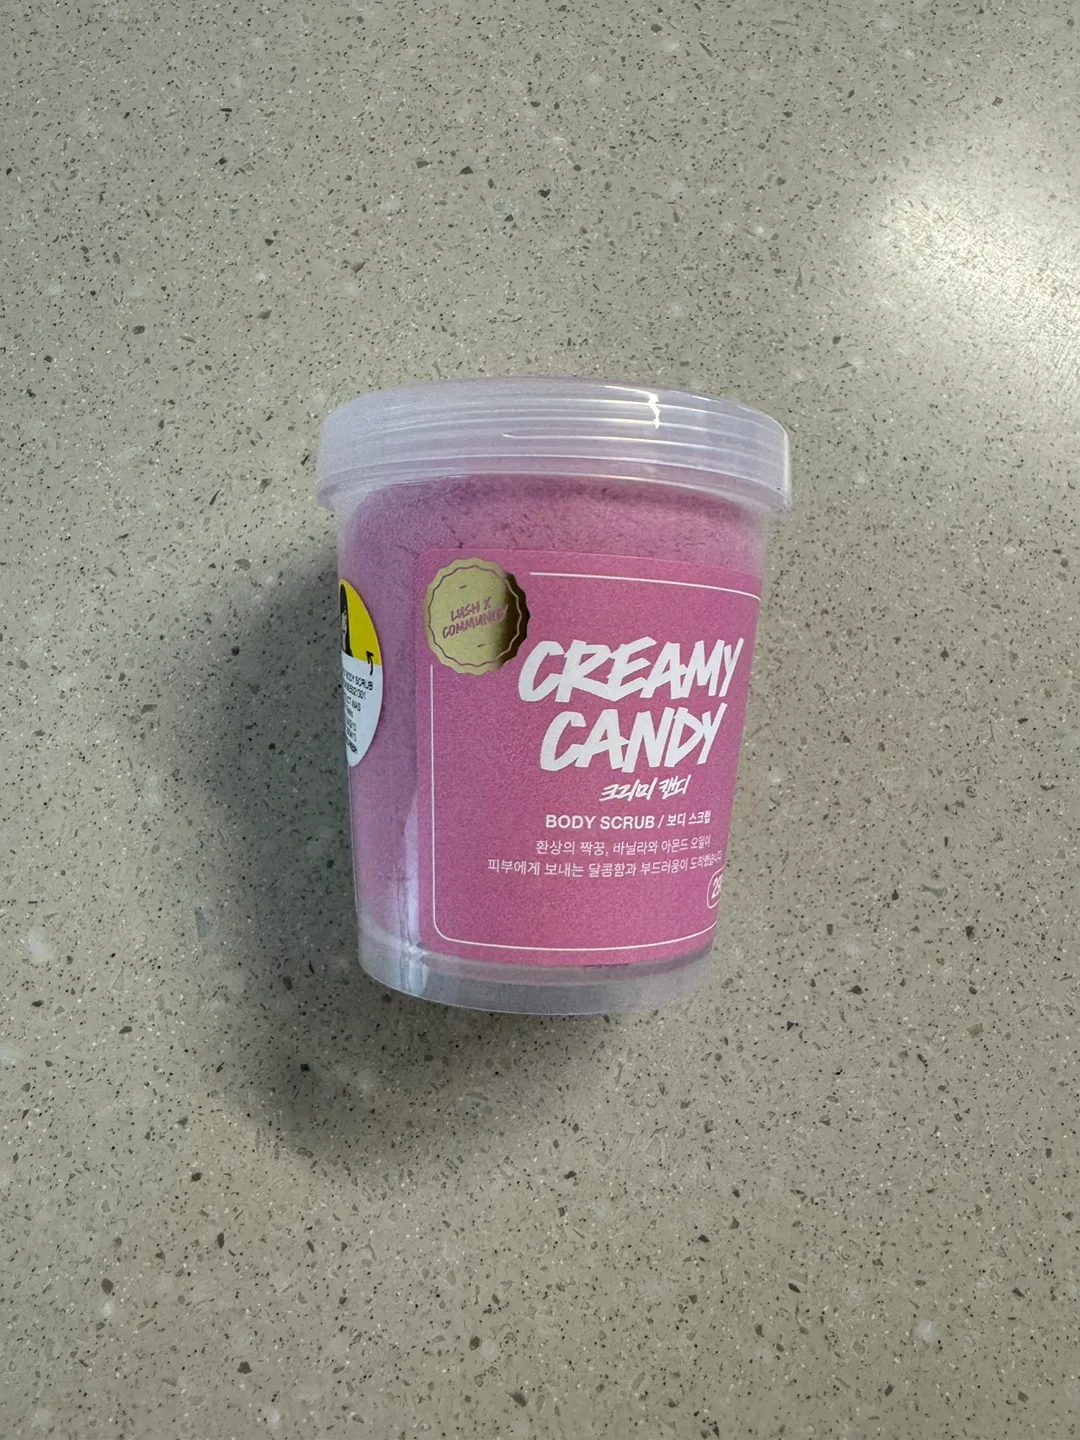 LUSH X
COMMUNITY
CREAMY
CANDY
크리미 캔디
BODY SCRUB / 보디 스크럽
환상의 짝꿍, 바닐라와 아몬드 오일이
피부에게 보내는 달콤함과 부드러움이 도착했습니다
BODY SCRUB